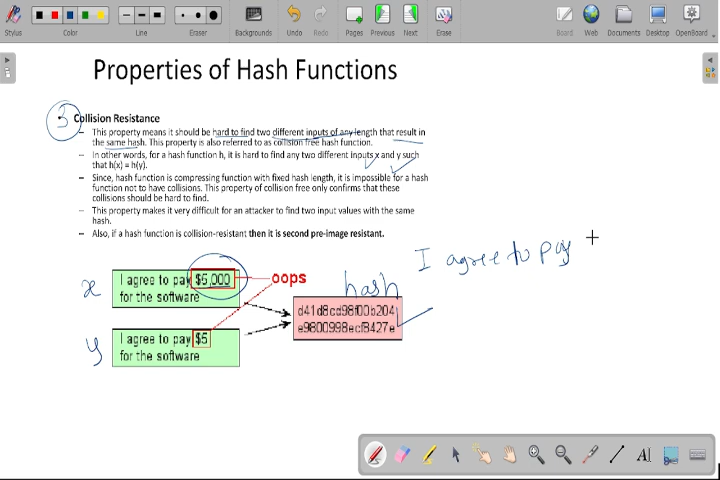 Stylus
Color
Line
Eraser
Backgrounds
Undo
Redo
Pages
Previous
Next
Erase
Board
Web
Documents
Desktop
OpenBoard
Properties of Hash Functions
3 Collision Resistance
– This property means it should be hard to find two different inputs of any length that result in
the same hash. This property is also referred to as collision free hash function.
– In other words, for a hash function h, it is hard to find any two different inputs x and y such
that h(x) = h(y).
– Since, hash function is compressing function with fixed hash length, it is impossible for a hash
function not to have collisions. This property of collision free only confirms that these
collisions should be hard to find.
– This property makes it very difficult for an attacker to find two input values with the same
hash.
– Also, if a hash function is collision-resistant then it is second pre-image resistant.
I agree to pay
x
I agree to pay $5,000
for the software
oops
hash
d41d8cd98f00b204
e9800998ecf8427e
y
I agree to pay $5
for the software